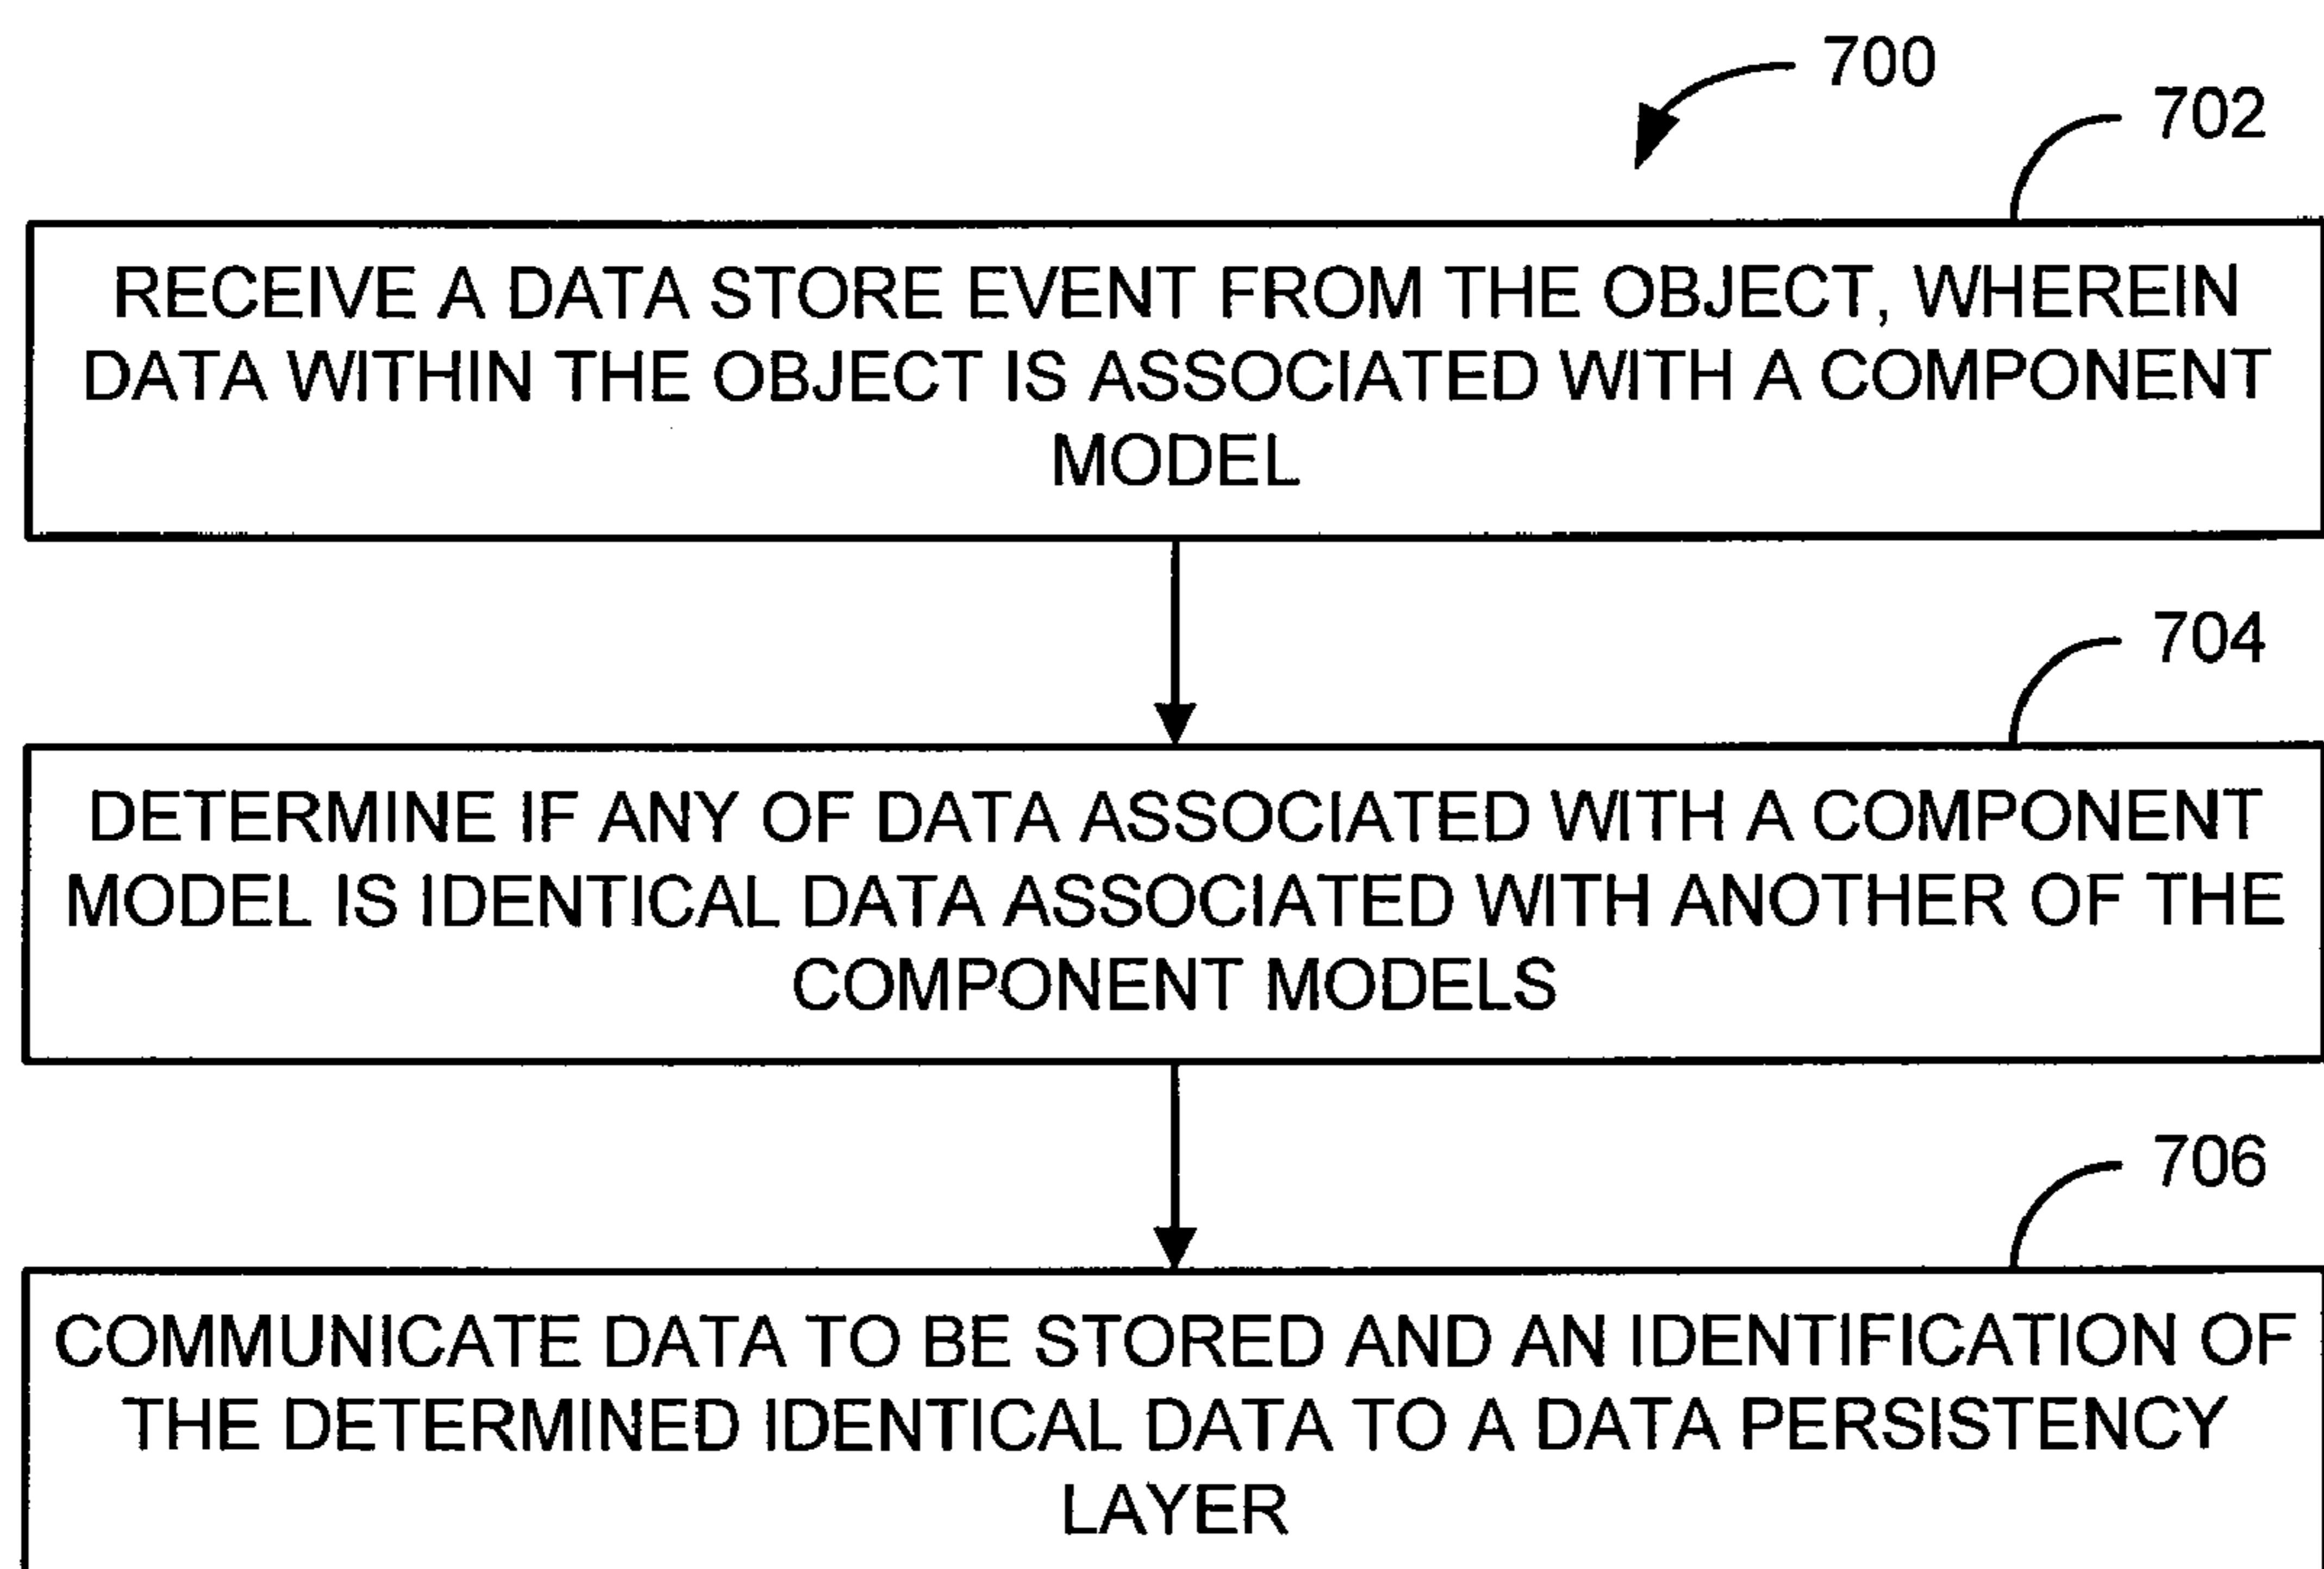 700
702
RECEIVE A DATA STORE EVENT FROM THE OBJECT, WHEREIN
DATA WITHIN THE OBJECT IS ASSOCIATED WITH A COMPONENT
MODEL
704
DETERMINE IF ANY OF DATA ASSOCIATED WITH A COMPONENT
MODEL IS IDENTICAL DATA ASSOCIATED WITH ANOTHER OF THE
COMPONENT MODELS
706
COMMUNICATE DATA TO BE STORED AND AN IDENTIFICATION OF
THE DETERMINED IDENTICAL DATA TO A DATA PERSISTENCY
LAYER